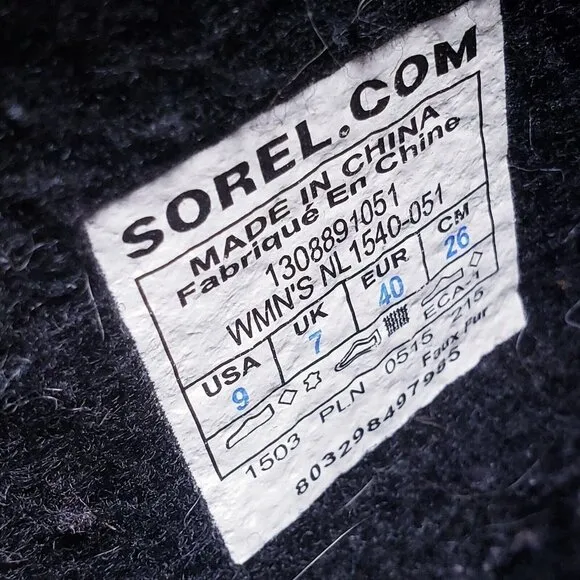 SOREL.COM
MADE IN CHINA
Fabriqué En Chine
1308891051
WMN'S NL1540-051
USA UK EUR CM
9 7 40 26
ECA-1
1503 PLN 0515 215
Faux Fur
803298497985